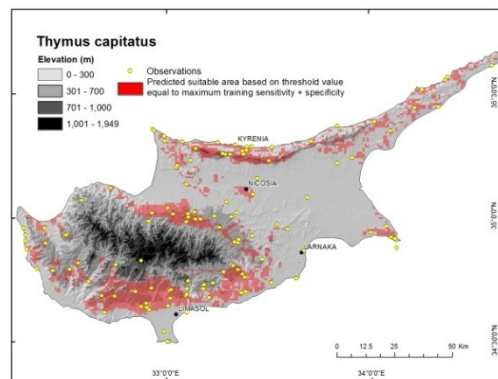 Thymus capitatus
Elevation (m)
0 - 300
301 - 700
701 - 1,000
1,001 - 1,949
Observations
Predicted suitable area based on threshold value
equal to maximum training sensitivity + specificity
KYRENIA
NICOSIA
LARNAKA
LIMASOL
35°30'0"N
35°0'0"N
34°30'0"N
0 12.5 25 50 Km
33°0'0"E 34°0'0"E